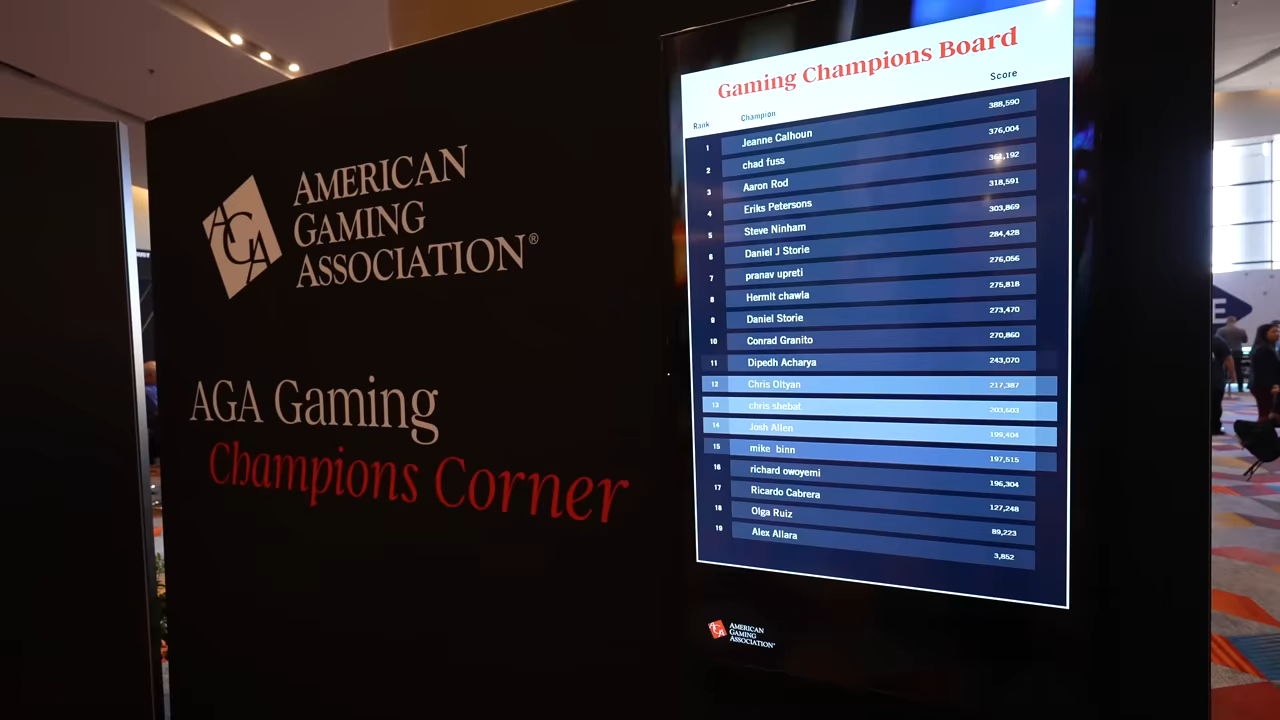 AMERICAN
GAMING
ASSOCIATION®
AGA
AGA Gaming
Champions Corner
Gaming Champions Board
Rank Champion Score
1 Jeanne Calhoun 388,590
2 chad fuss 376,004
3 Aaron Rod 361,192
4 Eriks Petersons 318,591
5 Steve Ninham 303,869
6 Daniel J Storie 284,428
7 pranav upreti 276,056
8 HermIt chawla 275,818
9 Daniel Storie 273,470
10 Conrad Granito 270,860
11 Dipedh Acharya 243,070
12 Chris Oltyan 217,387
13 chris shebat 203,603
14 Josh Allen 199,404
15 mike binn 197,515
16 richard owoyemi 196,304
17 Ricardo Cabrera 127,248
18 Olga Ruiz 89,223
19 Alex Allara 3,852
AGA
AMERICAN
GAMING
ASSOCIATION®
E